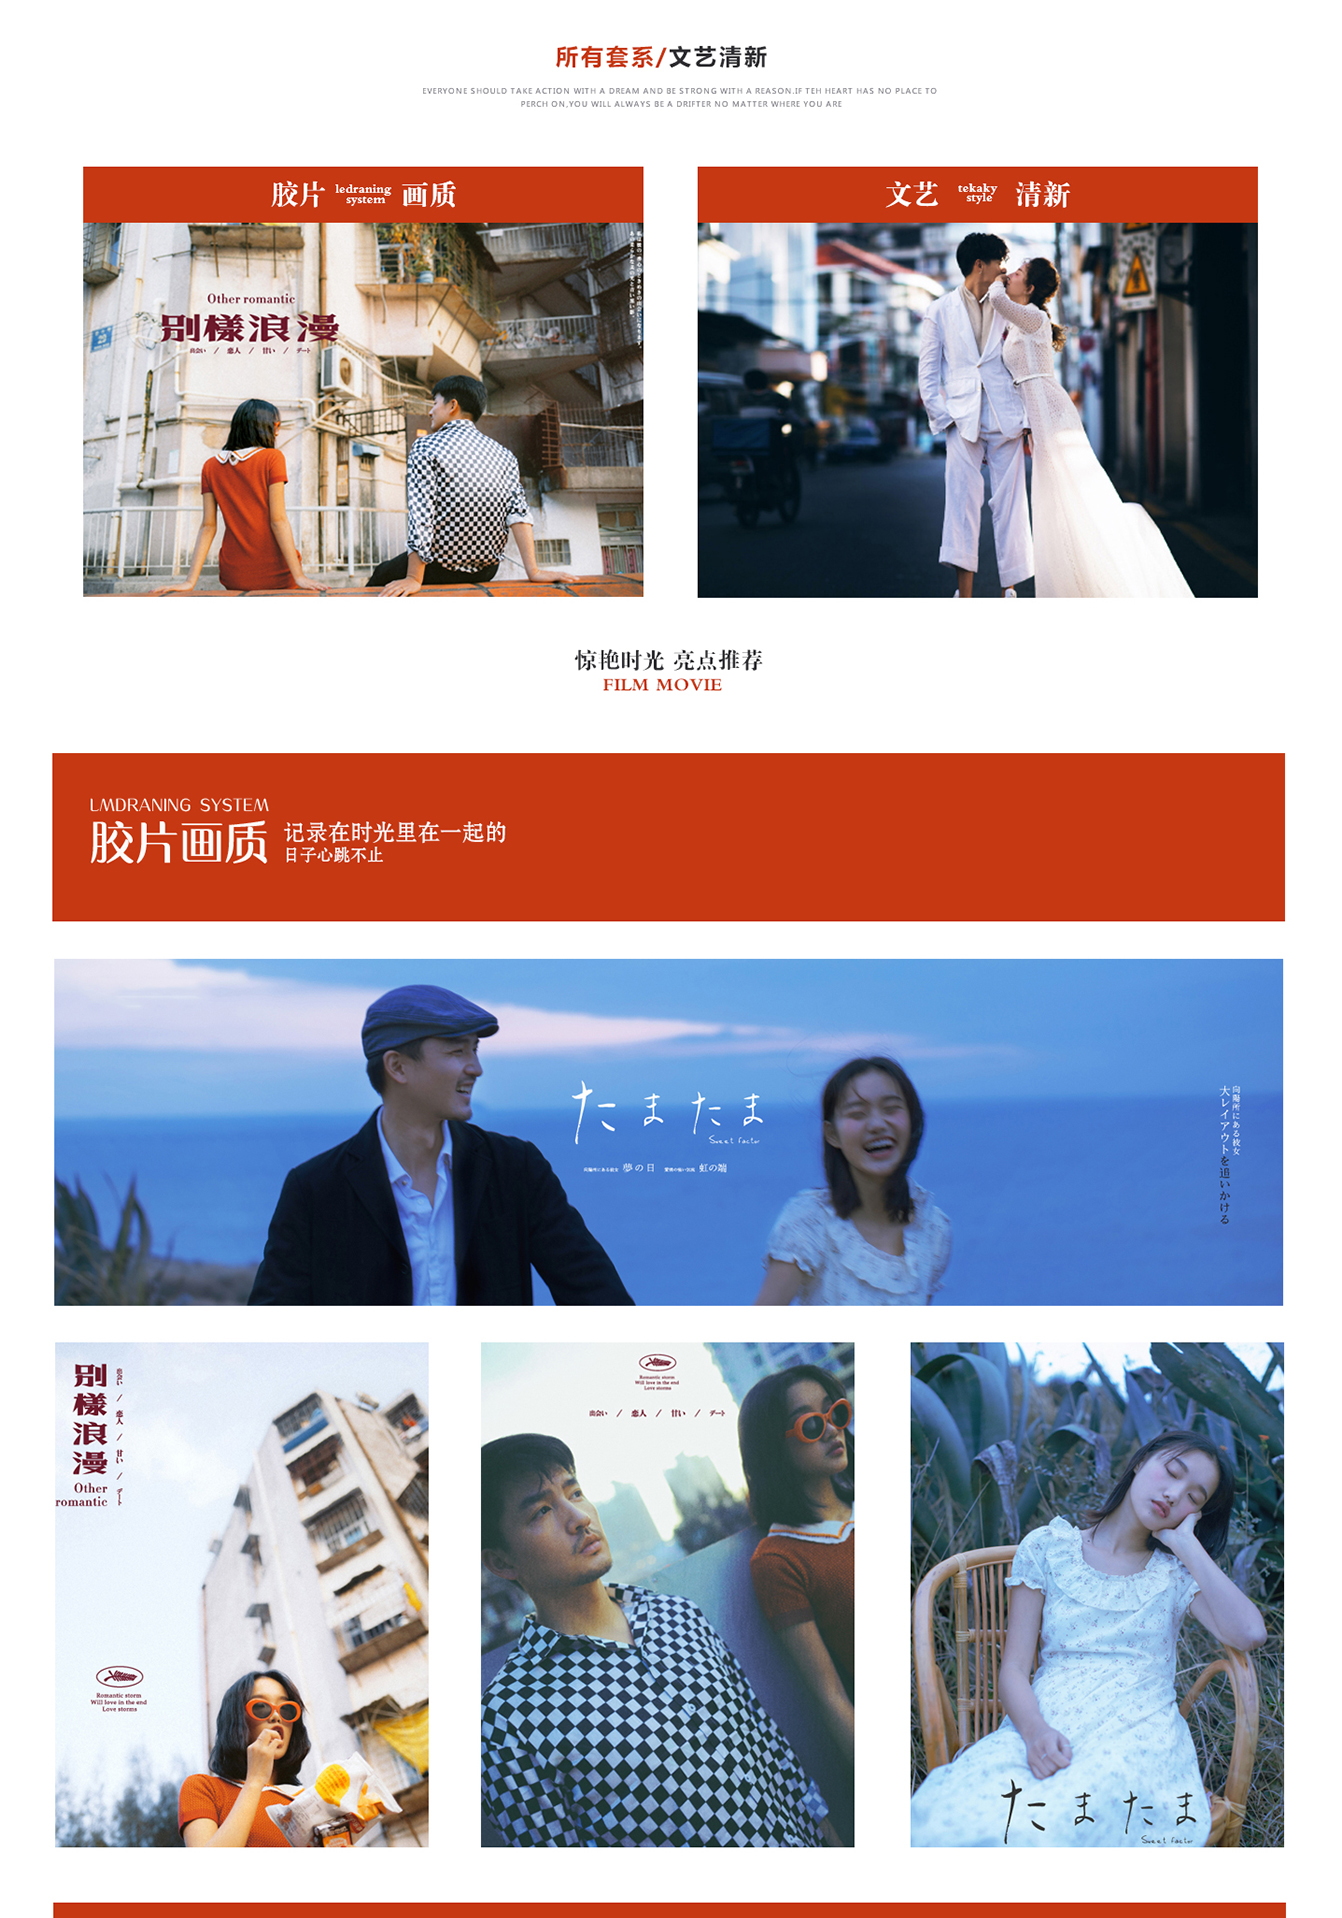 所有套系/文艺清新
EVERYONE SHOULD TAKE ACTION WITH A DREAM AND BE STRONG WITH A REASON.IF TEH HEART HAS NO PLACE TO
PERCH ON,YOU WILL ALWAYS BE A DRIFTER NO MATTER WHERE YOU ARE
胶片 ledraning system 画质
Other romantic
别樣浪漫
出会い / 恋人 / 甘い / デート
文艺 tekaky style 清新
惊艳时光 亮点推荐
FILM MOVIE
LMDRANING SYSTEM
胶片画质
记录在时光里在一起的
日子心跳不止
たまたま
Sweet factor
夢の日
虹の端
向陽所にある彼女
大レイアウトを追いかける
别樣浪漫
出会い / 恋人 / 甘い / デート
Other
romantic
Romantic storm
Will love in the end
Love storms
Romantic storm
Will love in the end
Love storms
出会い / 恋人 / 甘い / デート
たまたま
Sweet factor